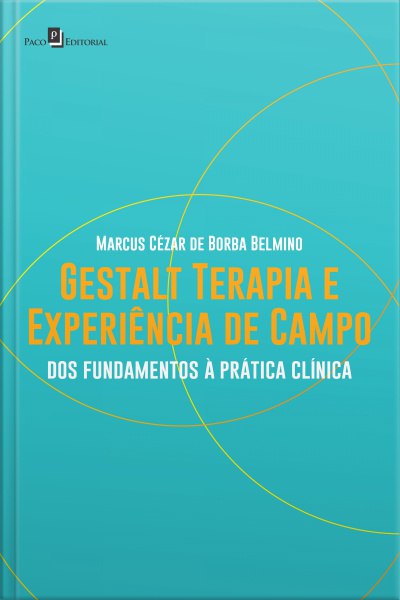 PACO EDITORIAL
MARCUS CÉZAR DE BORBA BELMINO
GESTALT TERAPIA E
EXPERIÊNCIA DE CAMPO
DOS FUNDAMENTOS À PRÁTICA CLÍNICA